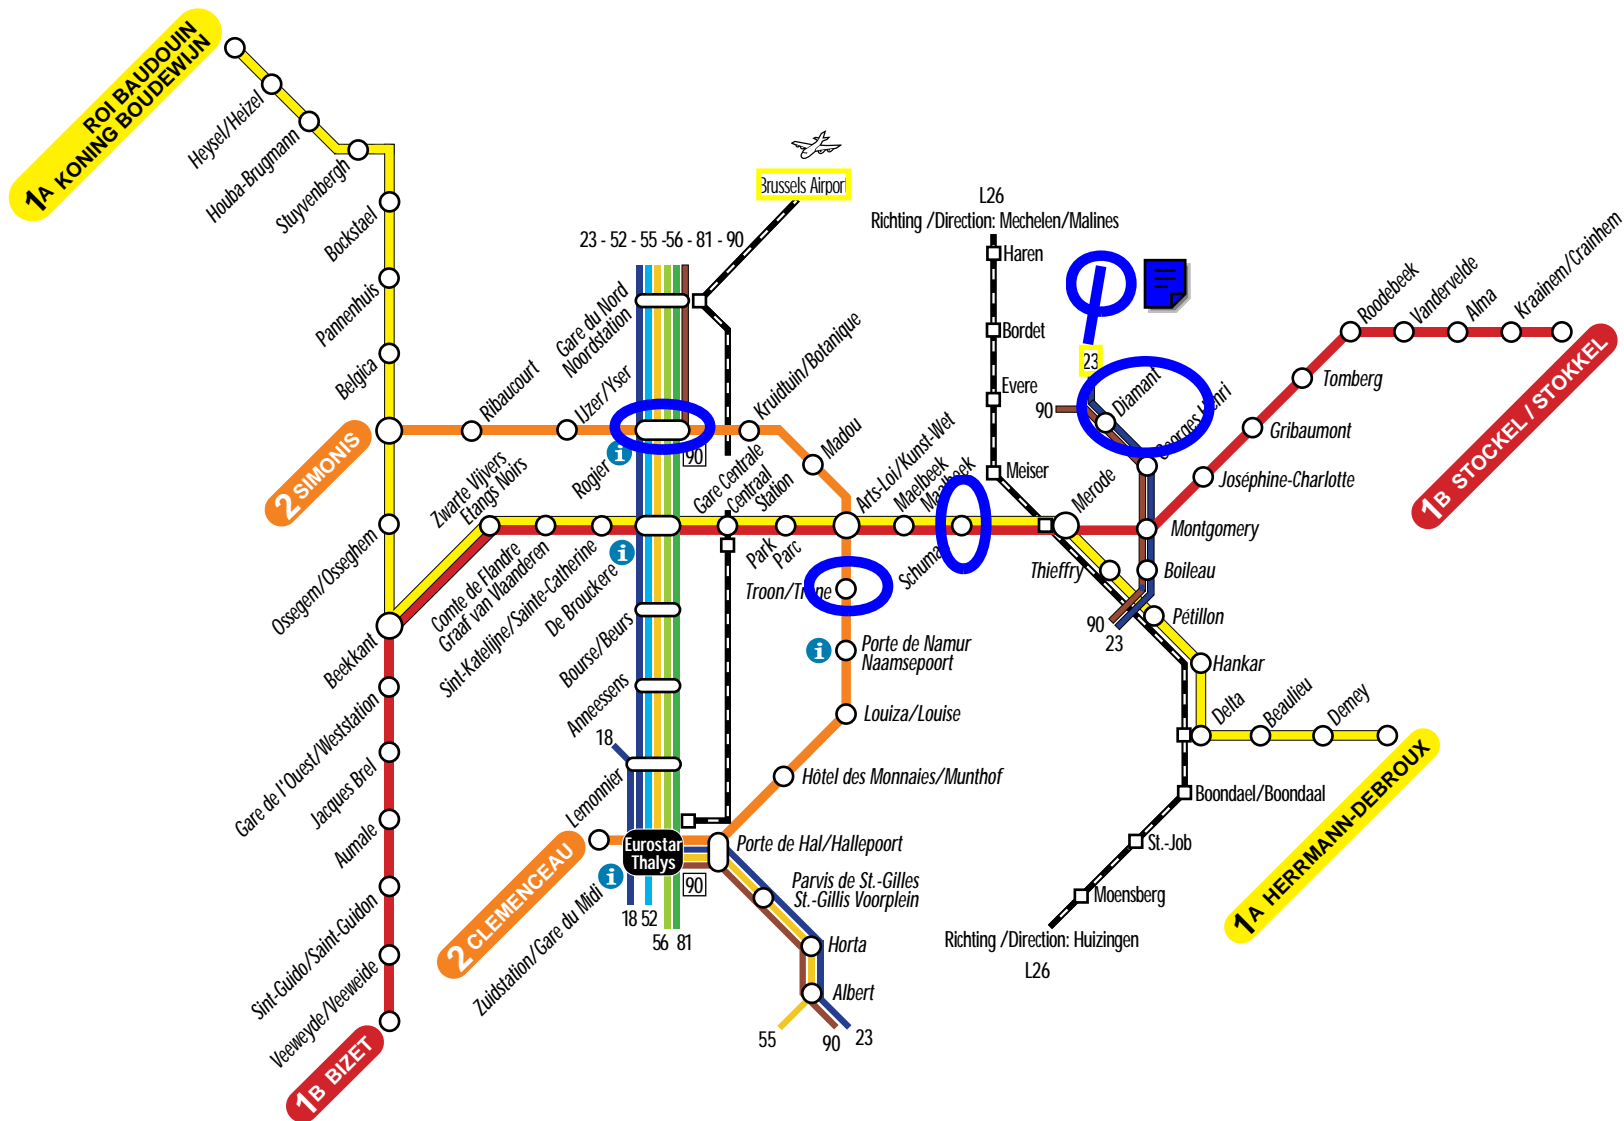 ROI BAUDOUIN
1A KONING BOUDEWIJN
Heysel/Heizel
Houba-Brugmann
Stuyvenbergh
Bockstael
Pannenhuis
Belgica
2 SIMONIS
Ribaucourt
IJzer/Yser
Rogier
i
90
Gare du Nord
Noordstation
23 - 52 - 55 -56 - 81 - 90
Brussels Airport
Kruidtuin/Botanique
Madou
Arts-Loi/Kunst-Wet
Maelbeek
Maalbeek
Troon/Trône
i
Porte de Namur
Naamsepoort
Louiza/Louise
Hôtel des Monnaies/Munthof
Porte de Hal/Hallepoort
Parvis de St.-Gilles
St.-Gillis Voorplein
Horta
Albert
55
90
23
Ossegem/Osseghem
Beekkant
Zwarte Vijvers
Etangs Noirs
Comte de Flandre
Graaf van Vlaanderen
Sint-Katelijne/Sainte-Catherine
De Brouckere
i
Gare Centrale
Centraal
Station
Park
Parc
Bourse/Beurs
Anneessens
18
Lemonnier
Eurostar
Thalys
90
i
Zuidstation/Gare du Midi
18 52
56 81
2 CLEMENCEAU
Gare de l'Ouest/Weststation
Jacques Brel
Aumale
Sint-Guido/Saint-Guidon
Veeweyde/Veeweide
1B BIZET
L26
Richting /Direction: Mechelen/Malines
Haren
Bordet
Evere
Meiser
23
90
Diamant
Georges Henri
Merode
Montgomery
Thieffry
Boileau
90
23
Pétillon
Hankar
Delta
Beaulieu
Demey
1A HERRMANN-DEBROUX
Boondael/Boondaal
St.-Job
Moensberg
Richting /Direction: Huizingen
L26
Joséphine-Charlotte
Gribaumont
Tomberg
Roodebeek
Vandervelde
Alma
Kraainem/Crainhem
1B STOCKEL / STOKKEL